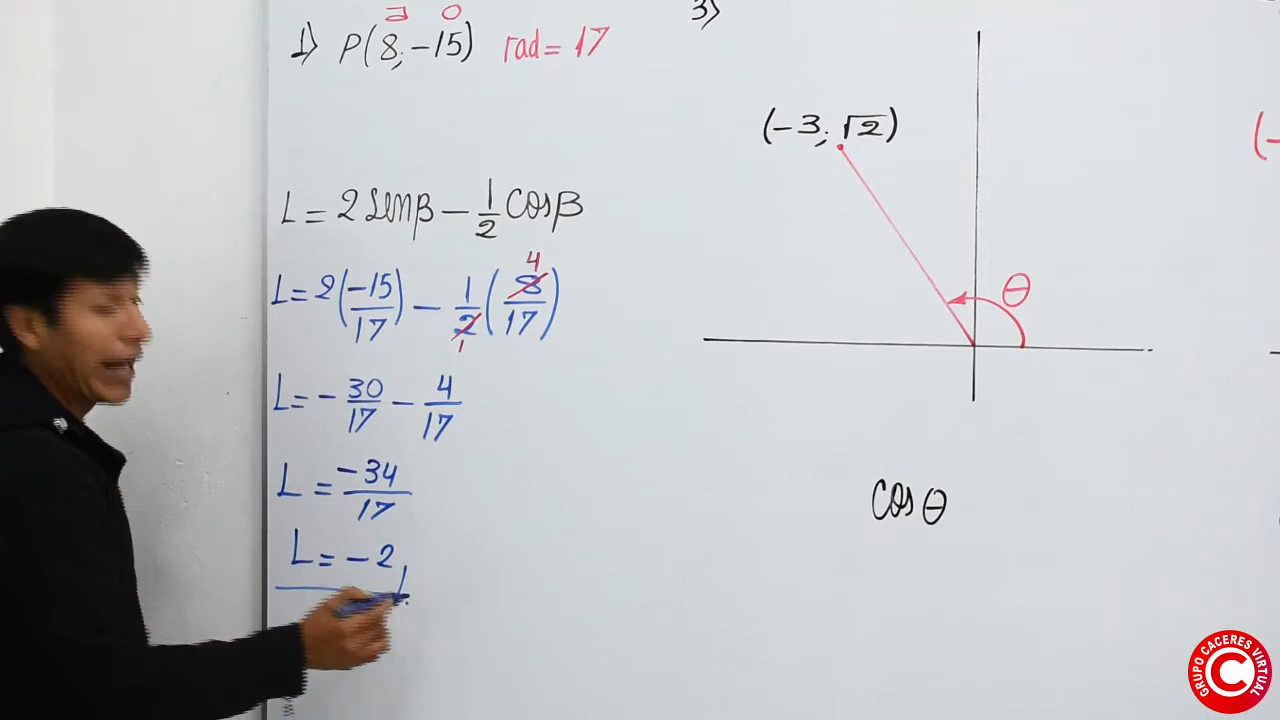 a o
1) P(8;-15) rad = 17
L = 2 Senβ - 1/2 Cosβ
L = 2(-15/17) - 1/2(8/17)
4
1
L = - 30/17 - 4/17
L = -34/17
L = -2
3)
(-3;√2)
θ
Cos θ
(-
GRUPO CACERES VIRTUAL
C